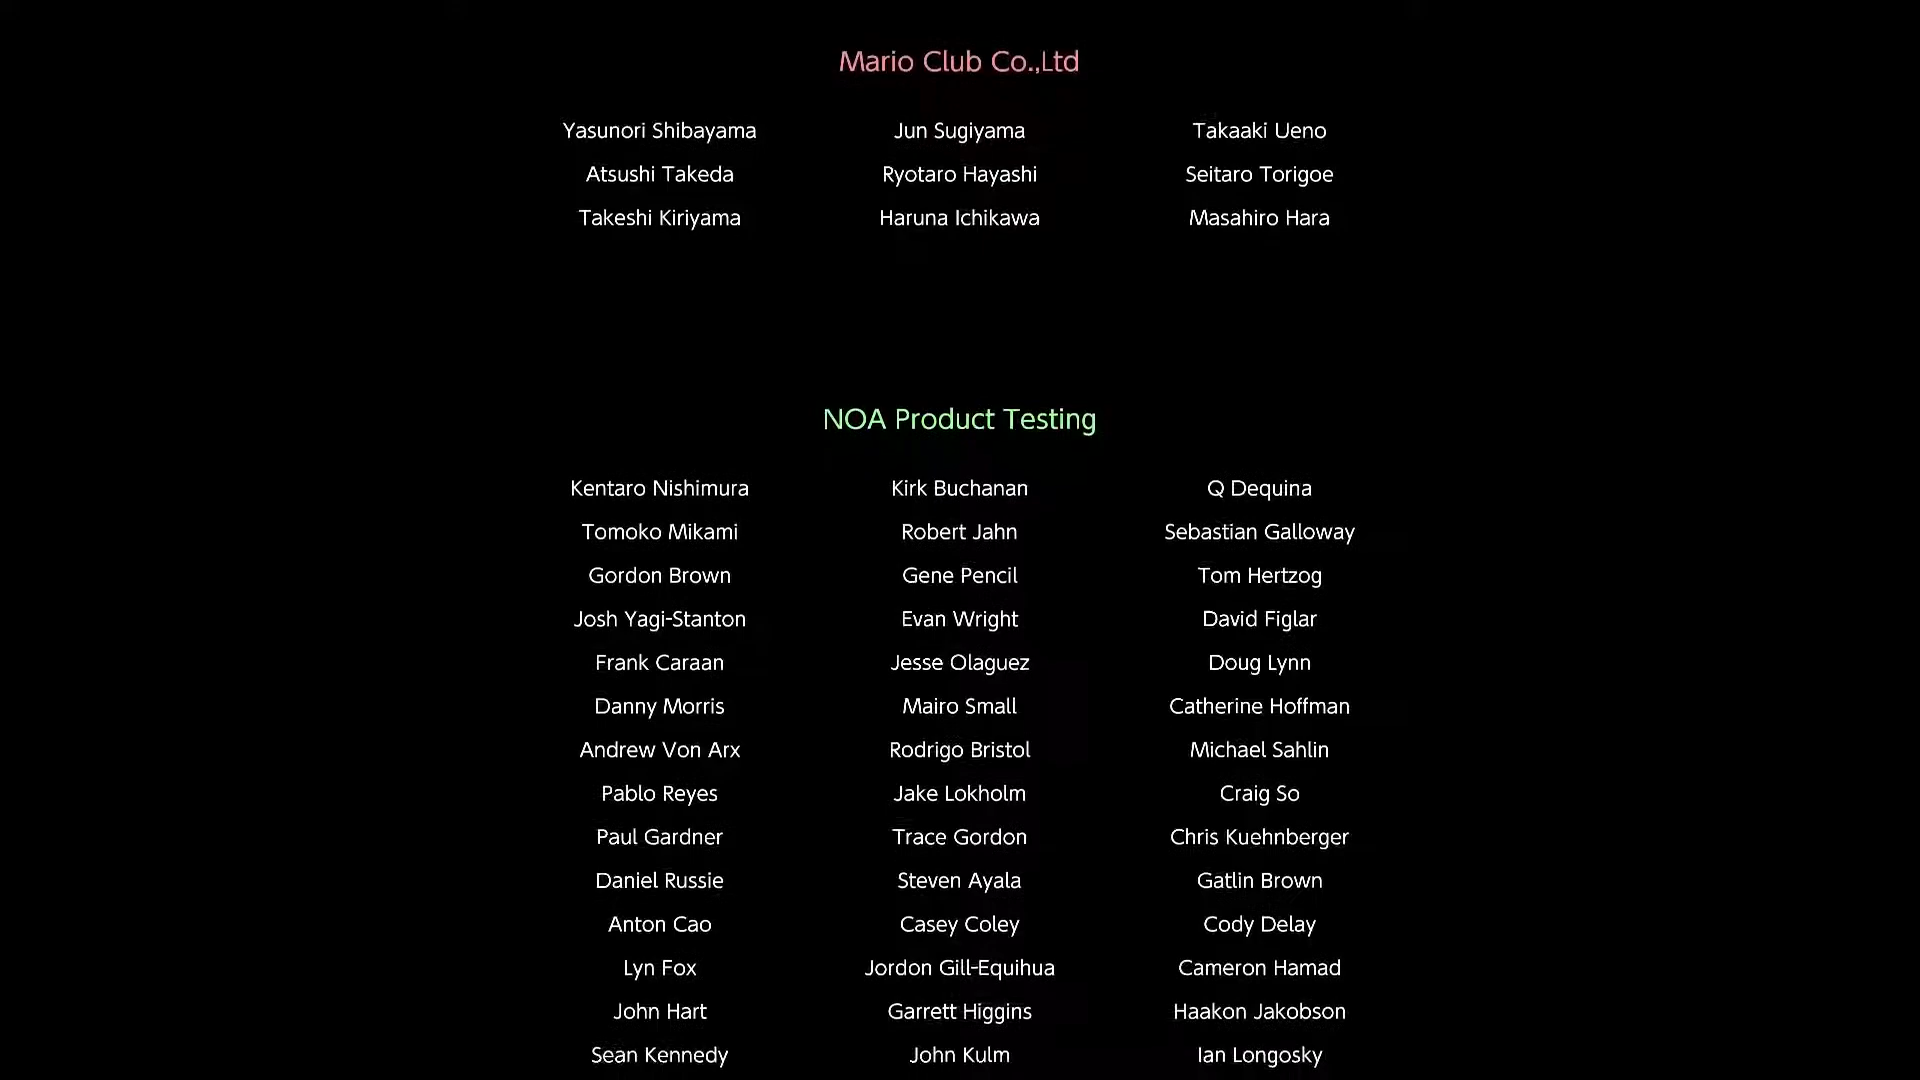 Mario Club Co.,Ltd
Yasunori Shibayama Jun Sugiyama Takaaki Ueno
Atsushi Takeda Ryotaro Hayashi Seitaro Torigoe
Takeshi Kiriyama Haruna Ichikawa Masahiro Hara
NOA Product Testing
Kentaro Nishimura Kirk Buchanan Q Dequina
Tomoko Mikami Robert Jahn Sebastian Galloway
Gordon Brown Gene Pencil Tom Hertzog
Josh Yagi-Stanton Evan Wright David Figlar
Frank Caraan Jesse Olaguez Doug Lynn
Danny Morris Mairo Small Catherine Hoffman
Andrew Von Arx Rodrigo Bristol Michael Sahlin
Pablo Reyes Jake Lokholm Craig So
Paul Gardner Trace Gordon Chris Kuehnberger
Daniel Russie Steven Ayala Gatlin Brown
Anton Cao Casey Coley Cody Delay
Lyn Fox Jordon Gill-Equihua Cameron Hamad
John Hart Garrett Higgins Haakon Jakobson
Sean Kennedy John Kulm Ian Longosky